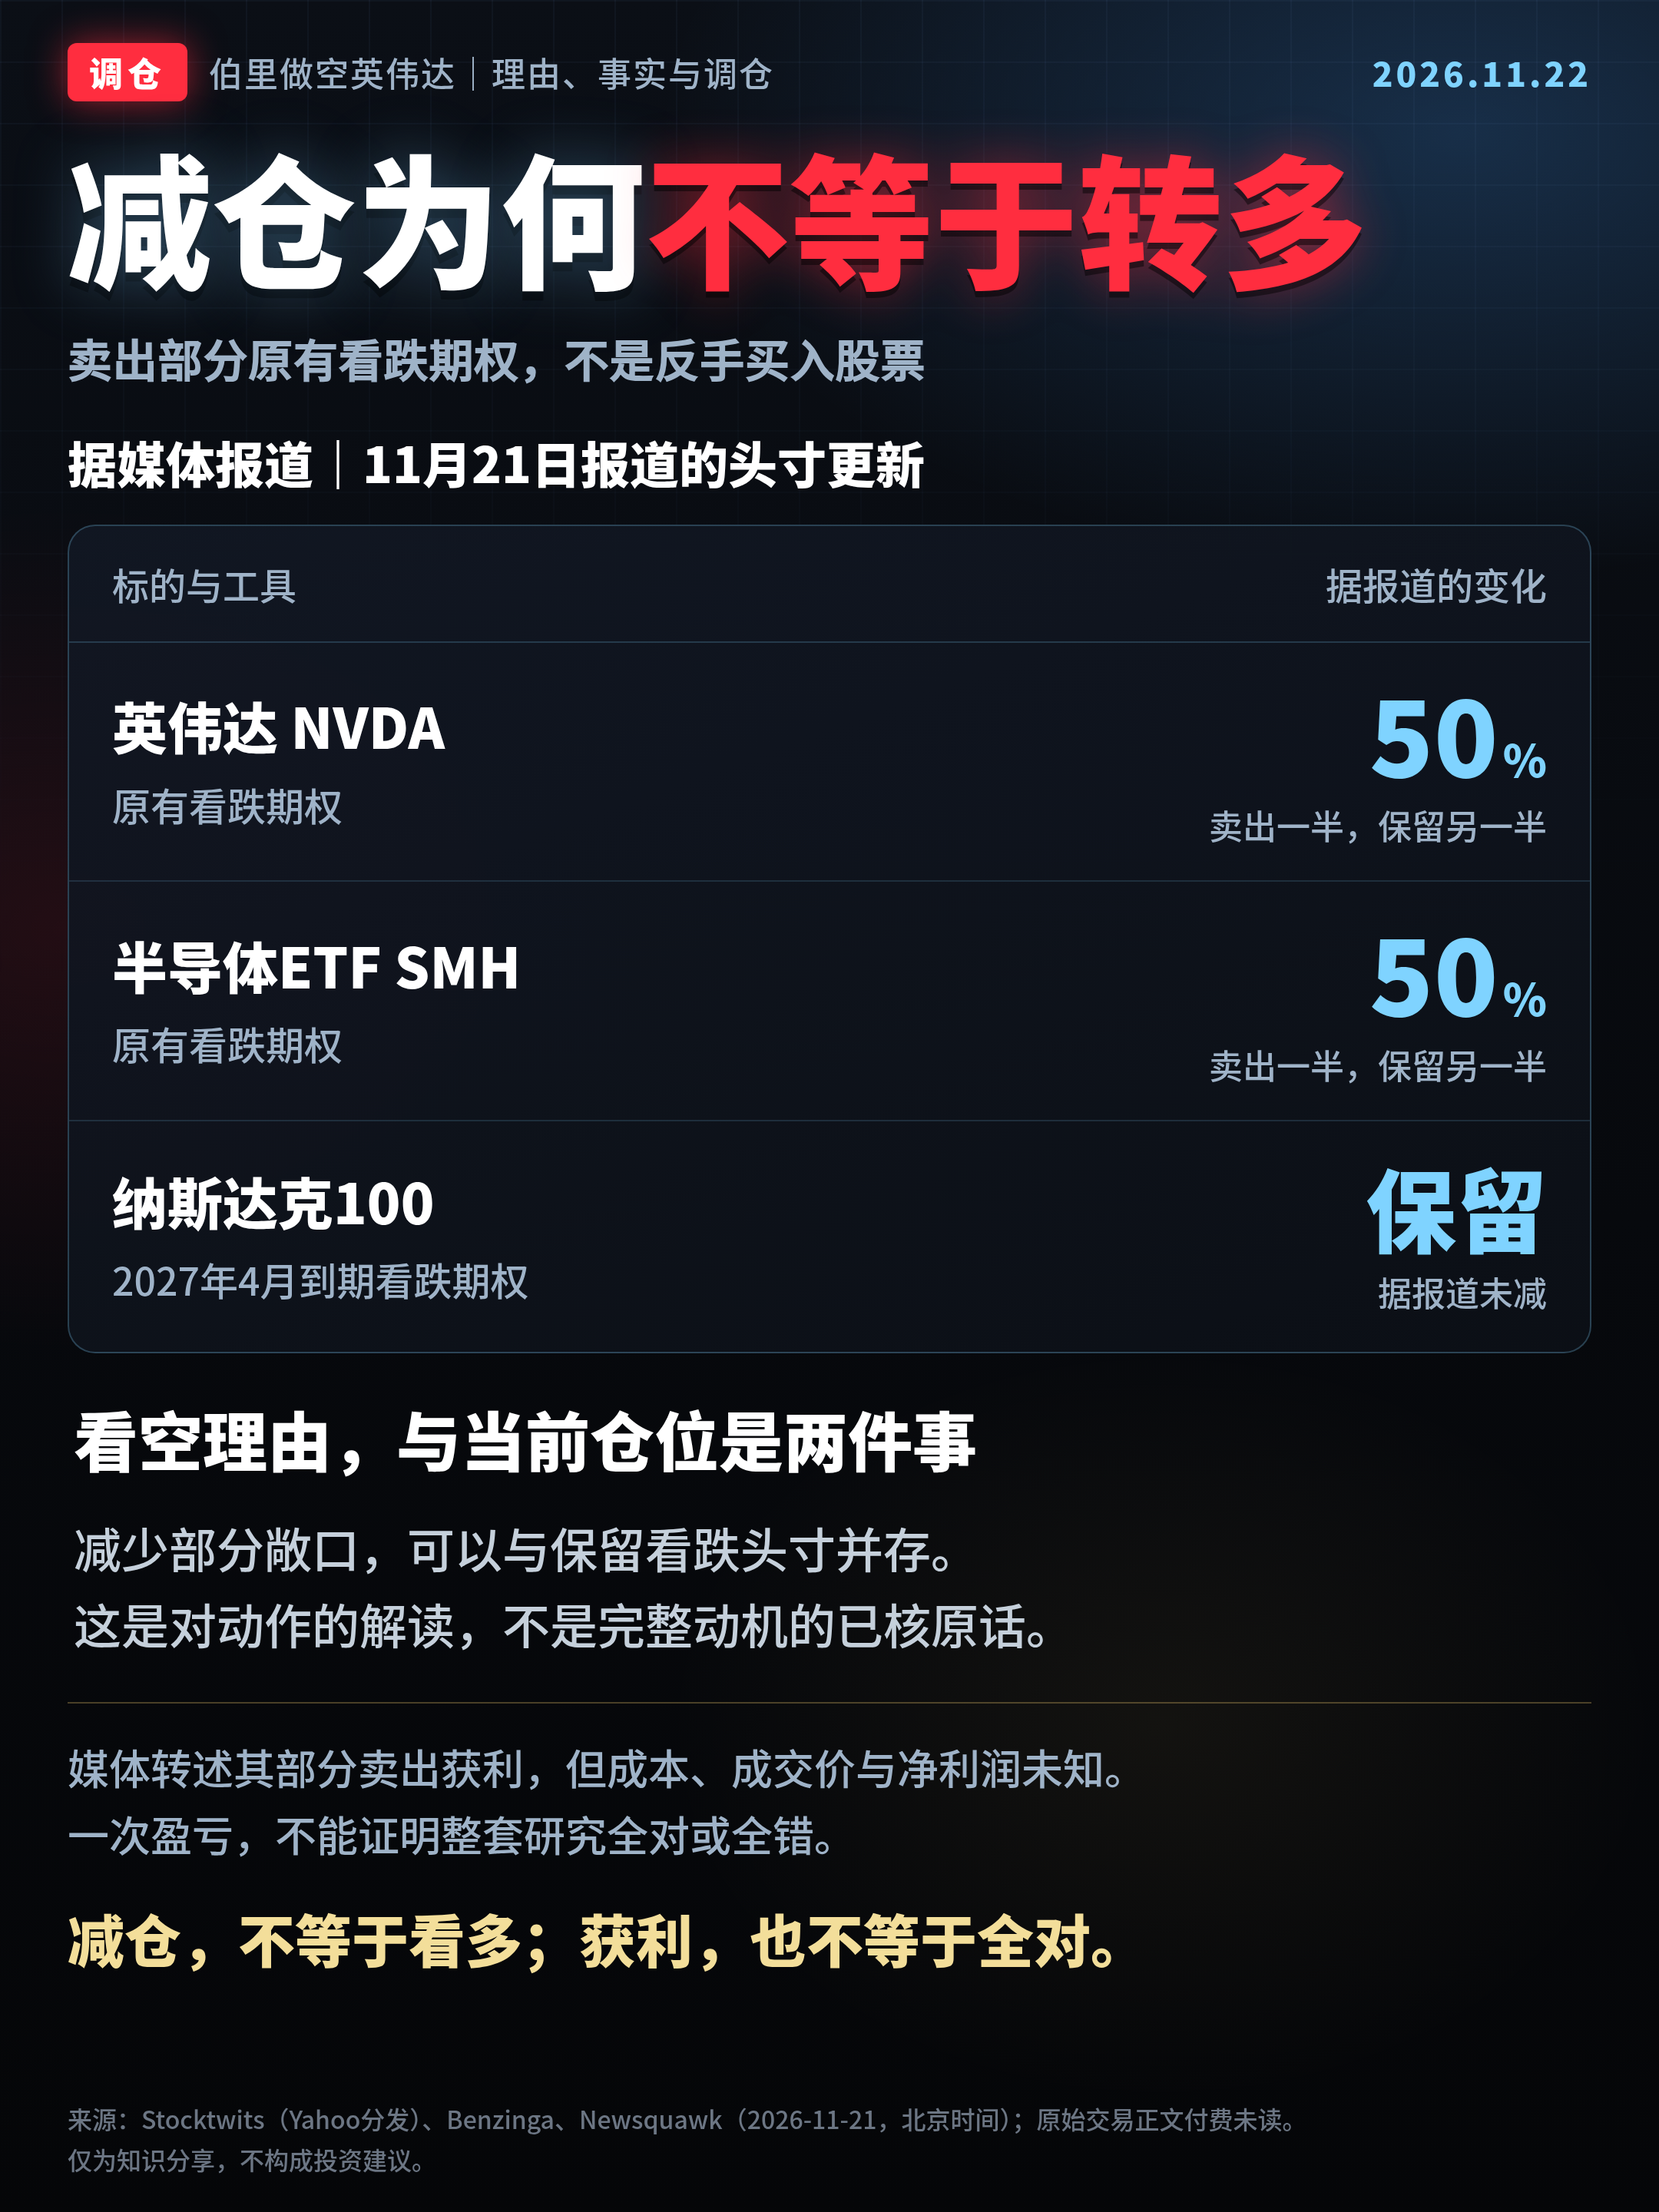 调仓 伯里做空英伟达｜理由、事实与调仓 2026.11.22
减仓为何不等于转多
卖出部分原有看跌期权，不是反手买入股票
据媒体报道｜11月21日报道的头寸更新
标的与工具 据报道的变化
英伟达 NVDA 50%
原有看跌期权 卖出一半，保留另一半
半导体ETF SMH 50%
原有看跌期权 卖出一半，保留另一半
纳斯达克100 保留
2027年4月到期看跌期权 据报道未减
看空理由，与当前仓位是两件事
减少部分敞口，可以与保留看跌头寸并存。
这是对动作的解读，不是完整动机的已核原话。
媒体转述其部分卖出获利，但成本、成交价与净利润未知。
一次盈亏，不能证明整套研究全对或全错。
减仓，不等于看多；获利，也不等于全对。
来源：Stocktwits（Yahoo分发）、Benzinga、Newsquawk（2026-11-21，北京时间）；原始交易正文付费未读。
仅为知识分享，不构成投资建议。